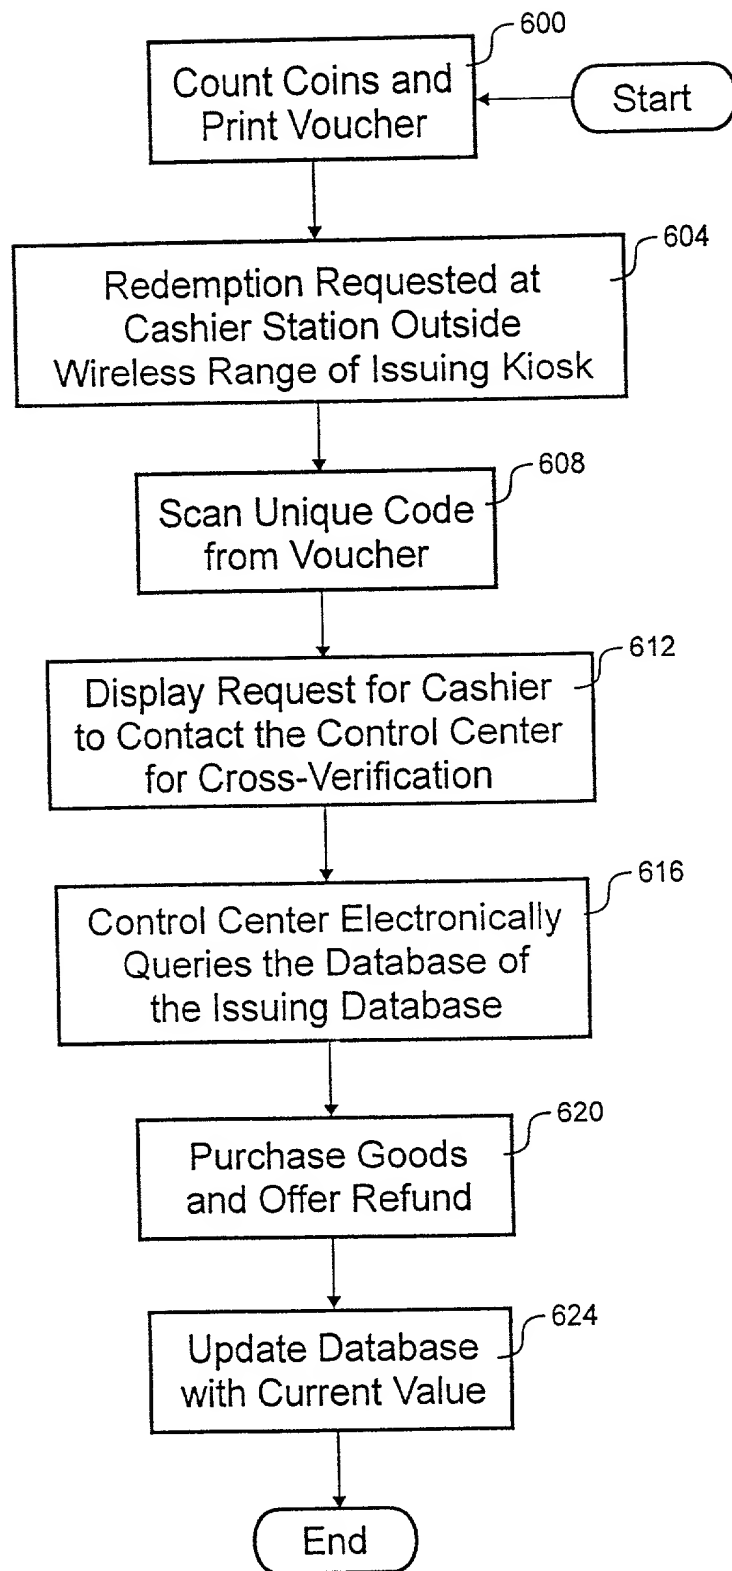 600
Count Coins and
Print Voucher
Start
604
Redemption Requested at
Cashier Station Outside
Wireless Range of Issuing Kiosk
608
Scan Unique Code
from Voucher
612
Display Request for Cashier
to Contact the Control Center
for Cross-Verification
616
Control Center Electronically
Queries the Database of
the Issuing Database
620
Purchase Goods
and Offer Refund
624
Update Database
with Current Value
End